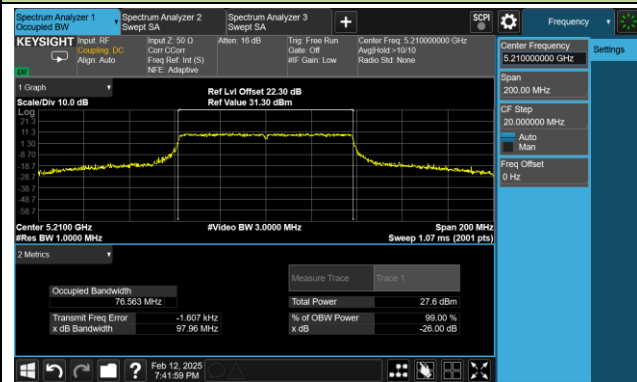 Spectrum Analyzer 1
Occupied BW
Spectrum Analyzer 2
Swept SA
Spectrum Analyzer 3
Swept SA
+
SCPI
Frequency
KEYSIGHT
Input: RF
Coupling: DC
Align: Auto
Input Z: 50 Ω
Corr CCorr
Freq Ref: Int (S)
NFE: Adaptive
Atten: 16 dB
Trig: Free Run
Gate: Off
#IF Gain: Low
Center Freq: 5.210000000 GHz
Avg|Hold:>10/10
Radio Std: None
LXI
Center Frequency
5.210000000 GHz
Settings
Span
200.00 MHz
CF Step
20.000000 MHz
Auto
Man
Freq Offset
0 Hz
1 Graph
Scale/Div 10.0 dB
Ref Lvl Offset 22.30 dB
Ref Value 31.30 dBm
Log
21.3
11.3
1.30
-8.70
-18.7
-28.7
-38.7
-48.7
-58.7
Center 5.2100 GHz
#Video BW 3.0000 MHz
Span 200 MHz
#Res BW 1.0000 MHz
Sweep 1.07 ms (2001 pts)
2 Metrics
Measure Trace
Trace 1
Occupied Bandwidth
76.563 MHz
Total Power
27.6 dBm
Transmit Freq Error
-1.607 kHz
% of OBW Power
99.00 %
x dB Bandwidth
97.96 MHz
x dB
-26.00 dB
?
Feb 12, 2025
7:41:59 PM